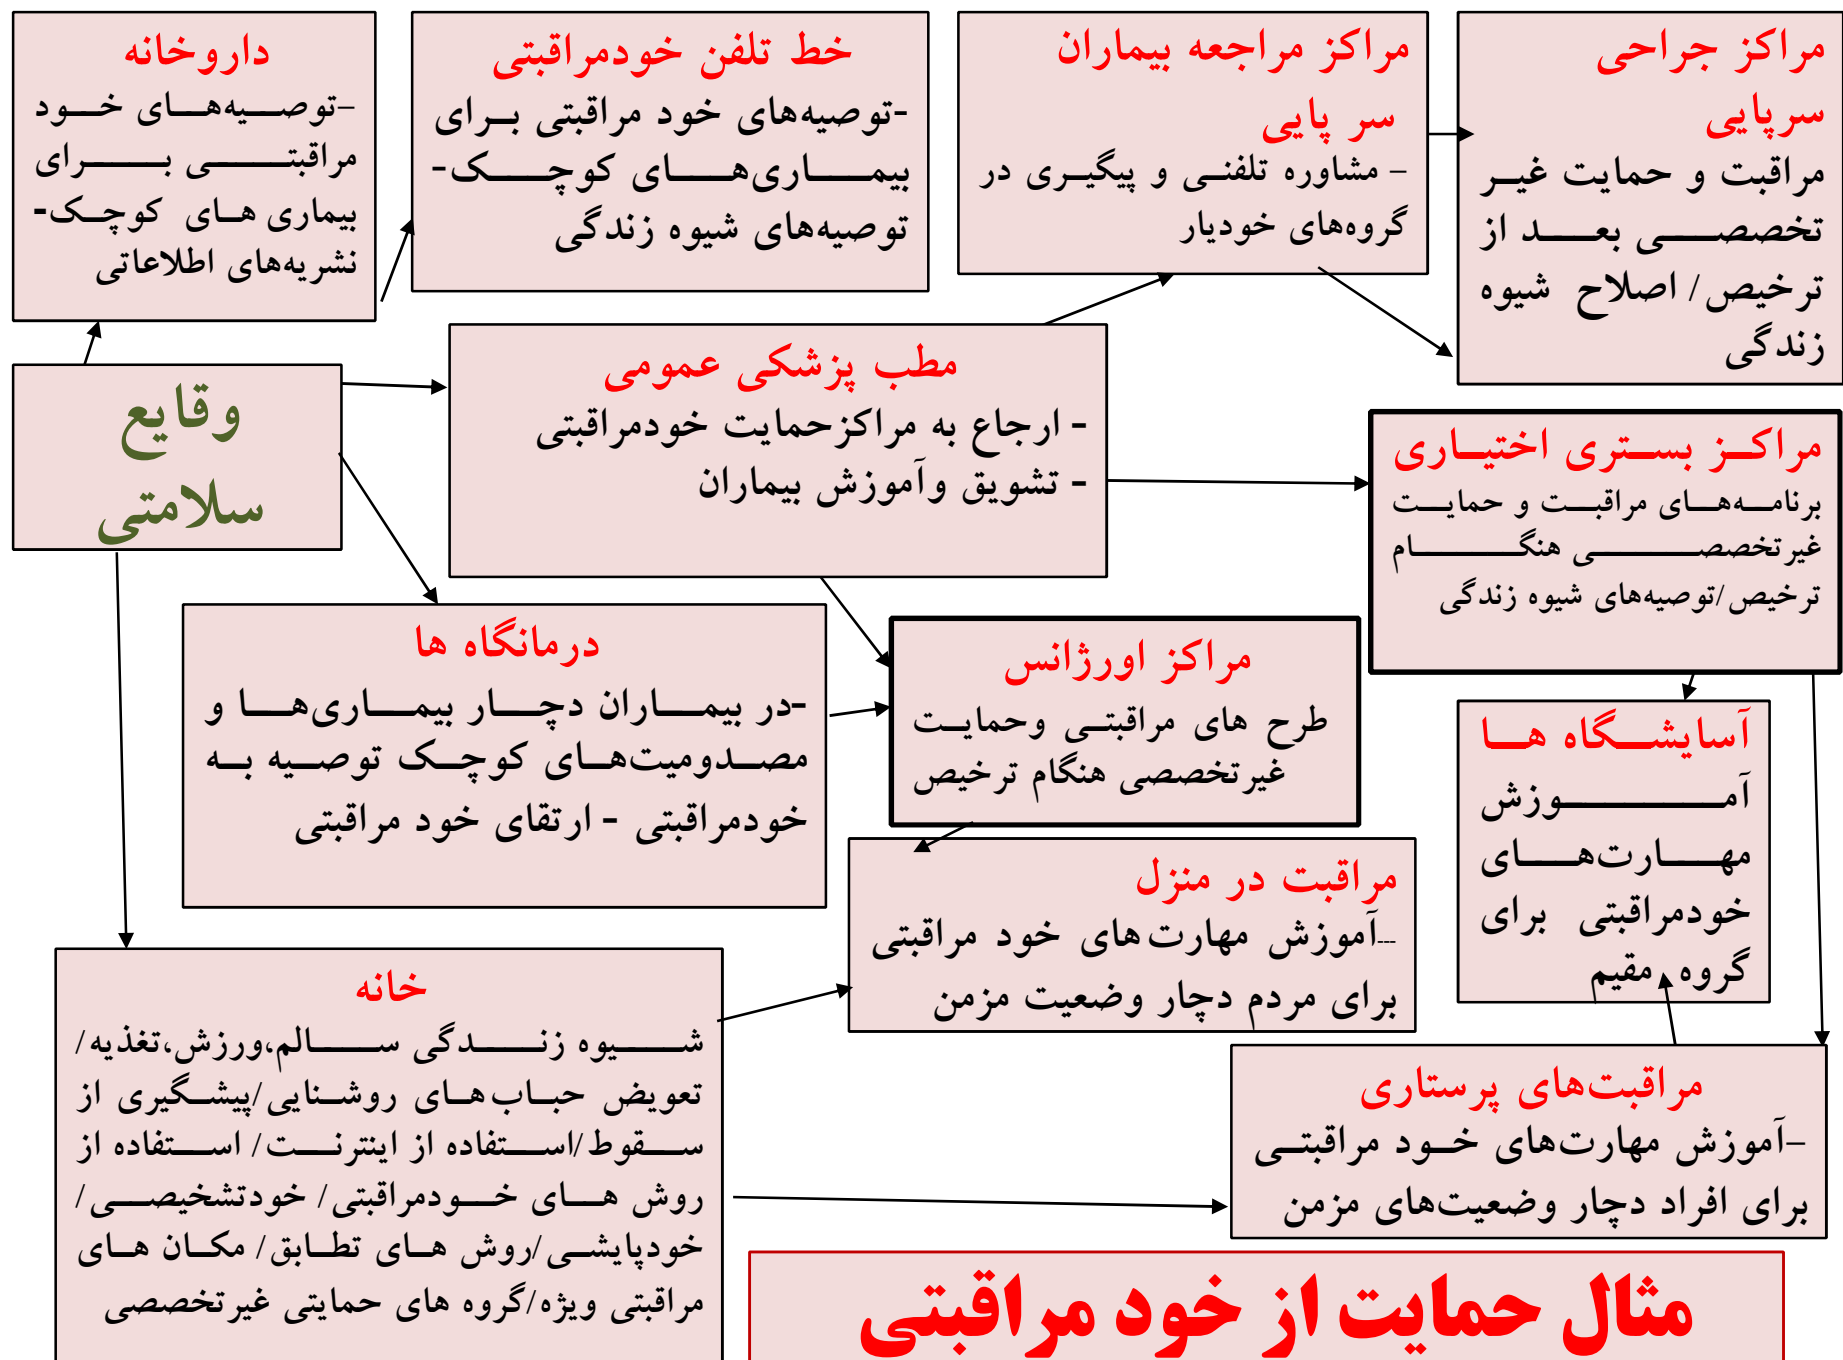 مراکز جراحی
سرپایی
مراقبت و حمایت غیر
تخصصی بعد از
ترخیص/ اصلاح شیوه
زندگی
مراکز مراجعه بیماران
سر پایی
- مشاوره تلفنی و پیگیری در
گروه‌های خودیار
خط تلفن خودمراقبتی
-توصیه‌های خود مراقبتی برای
بیماری‌های کوچک-
توصیه‌های شیوه زندگی
داروخانه
-توصیه‌های خود
مراقبتی برای
بیماری های کوچک-
نشریه‌های اطلاعاتی
وقایع
سلامتی
مطب پزشکی عمومی
- ارجاع به مراکزحمایت خودمراقبتی
- تشویق وآموزش بیماران
مراکز بستری اختیاری
برنامه‌های مراقبت و حمایت
غیرتخصصی هنگام
ترخیص/توصیه‌های شیوه زندگی
درمانگاه ها
-در بیماران دچار بیماری‌ها و
مصدومیت‌های کوچک توصیه به
خودمراقبتی - ارتقای خود مراقبتی
مراکز اورژانس
طرح های مراقبتی وحمایت
غیرتخصصی هنگام ترخیص
آسایشگاه ها
آموزش
مهارت‌های
خودمراقبتی برای
گروه مقیم
مراقبت در منزل
...آموزش مهارت‌های خود مراقبتی
برای مردم دچار وضعیت مزمن
خانه
شیوه زندگی سالم،ورزش،تغذیه/
تعویض حباب‌های روشنایی/پیشگیری از
سقوط/استفاده از اینترنت/ استفاده از
روش های خودمراقبتی/ خودتشخیصی/
خودپایشی/روش های تطابق/ مکان های
مراقبتی ویژه/گروه های حمایتی غیرتخصصی
مراقبت‌های پرستاری
-آموزش مهارت‌های خود مراقبتی
برای افراد دچار وضعیت‌های مزمن
مثال حمایت از خود مراقبتی